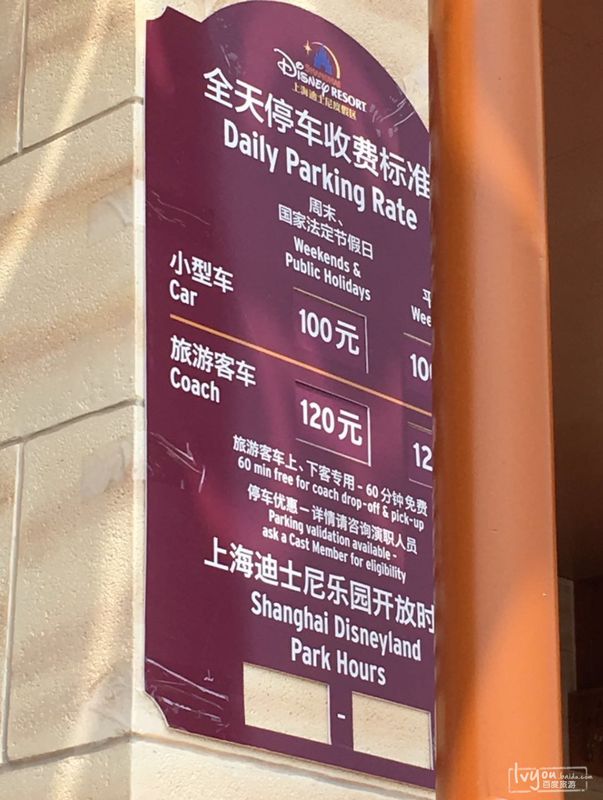 SHANGHAI
Disney RESORT
上海迪士尼度假区
全天停车收费标准
Daily Parking Rate
周末、
国家法定节假日
Weekends &
Public Holidays
小型车
Car
100元
旅游客车
Coach
120元
12
旅游客车上、下客专用 – 60分钟免费
60 min free for coach drop-off & pick-up
停车优惠 – 详情请咨询演职人员
Parking validation available –
ask a Cast Member for eligibility
上海迪士尼乐园开放时
Shanghai Disneyland
Park Hours
-
lvyou.baidu.com
百度旅游